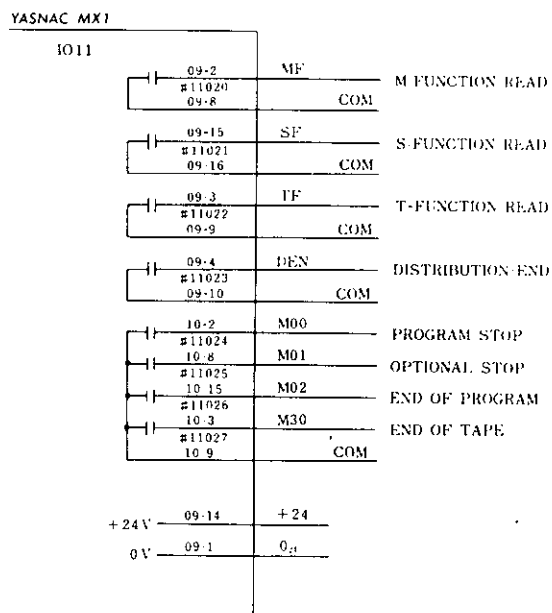 YASNAC MX1
IO11
09-2 MF M-FUNCTION READ
#11020
09-8 COM
09-15 SF S-FUNCTION READ
#11021
09-16 COM
09-3 TF T-FUNCTION READ
#11022
09-9 COM
09-4 DEN DISTRIBUTION END
#11023
09-10 COM
10-2 M00 PROGRAM STOP
#11024
10-8 M01 OPTIONAL STOP
#11025
10-15 M02 END OF PROGRAM
#11026
10-3 M30 END OF TAPE
#11027
10-9 COM
+24V 09-14 +24
0V 09-1